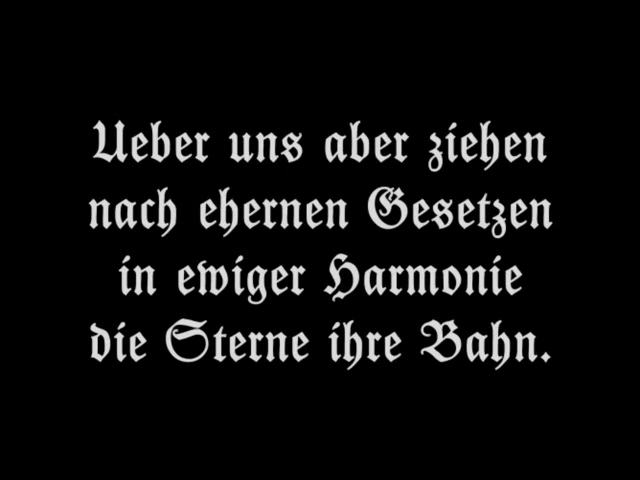 Ueber uns aber ziehen
nach ehernen Gesetzen
in ewiger Harmonie
die Sterne ihre Bahn.